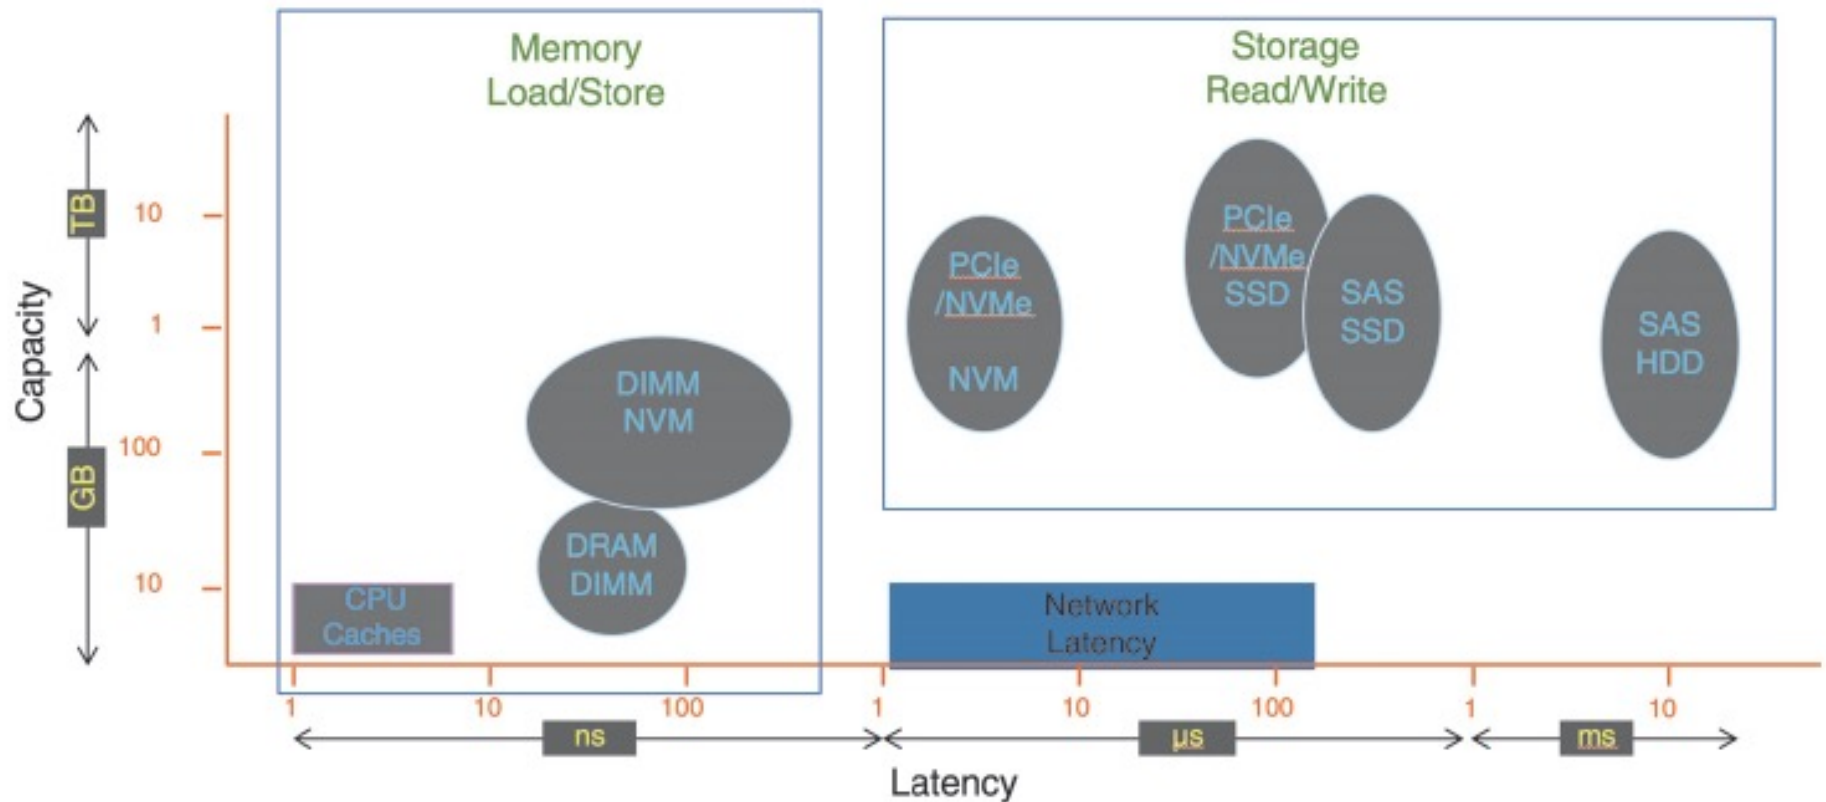 Memory
Load/Store
Storage
Read/Write
Capacity
TB
GB
10
1
100
10
PCIe
/NVMe
NVM
PCIe
/NVMe
SSD
SAS
SSD
SAS
HDD
DIMM
NVM
DRAM
DIMM
CPU
Caches
Network
Latency
1
10
100
1
10
100
1
10
ns
µs
ms
Latency